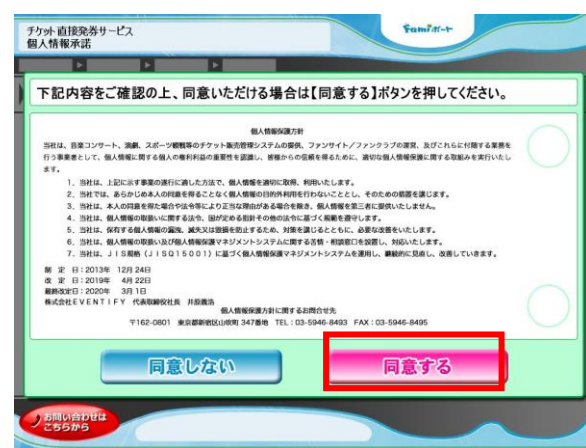 チケット直接発券サービス
個人情報承諾
Famiポート
下記内容をご確認の上、同意いただける場合は【同意する】ボタンを押してください。
個人情報保護方針
当社は、音楽コンサート、演劇、スポーツ観戦等のチケット販売管理システムの提供、ファンサイト／ファンクラブの運営、及びこれらに付随する業務を
行う事業者として、個人情報に関する個人の権利利益の重要性を認識し、皆様からの信頼を得るために、適切な個人情報保護に関する取組みを実行いたし
ます。
1．当社は、上記に示す事業の遂行に適した方法で、個人情報を適切に取得、利用いたします。
2．当社では、あらかじめ本人の同意を得ることなく個人情報の目的外利用を行わないこととし、そのための措置を講じます。
3．当社は、本人の同意を得た場合や法令等により正当な理由がある場合を除き、個人情報を第三者に提供いたしません。
4．当社は、個人情報の取扱いに関する法令、国が定める指針その他の法令に基づく規範を遵守します。
5．当社は、保有する個人情報の漏洩、滅失又は毀損を防止するため、対策を講じるとともに、必要な改善をいたします。
6．当社は、個人情報の取扱い及び個人情報保護マネジメントシステムに関する苦情・相談窓口を設置し、対応いたします。
7．当社は、ＪＩＳ規格（ＪＩＳＱ１５００１）に基づく個人情報保護マネジメントシステムを運用し、継続的に見直し、改善していきます。
制 定 日：2013年 12月24日
改 定 日：2019年 4月22日
最終改定日：2020年 3月1日
株式会社ＥＶＥＮＴＩＦＹ 代表取締役社長 井原義浩
個人情報保護方針に関するお問合せ先
〒162-0801 東京都新宿区山吹町 347番地 TEL：03-5946-8493 FAX：03-5946-8495
同意しない
同意する
お問い合わせは
こちらから